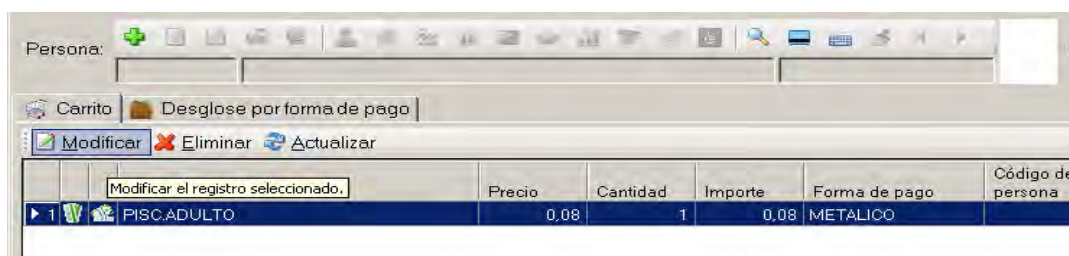 Persona:
Carrito Desglose por forma de pago
Modificar Eliminar Actualizar
Modificar el registro seleccionado.
Precio Cantidad Importe Forma de pago Código de persona
1 PISC.ADULTO 0,08 1 0,08 METALICO